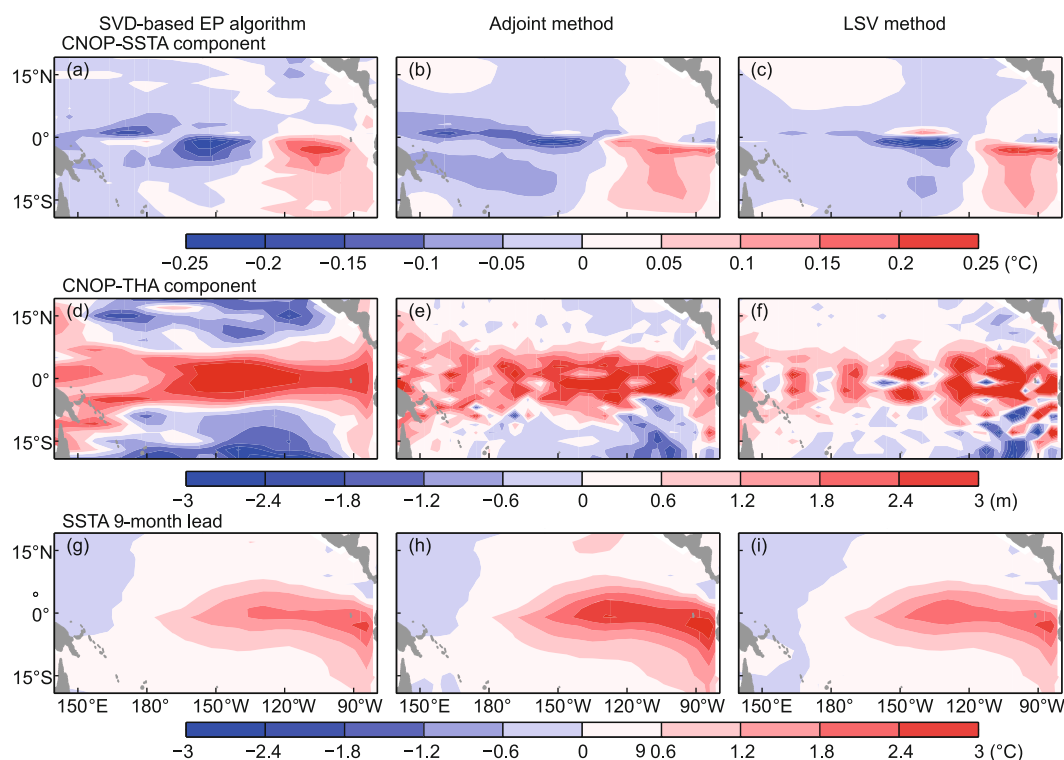 SVD-based EP algorithm Adjoint method LSV method
CNOP-SSTA component
(a) (b) (c)
15°N
0°
15°S
−0.25 −0.2 −0.15 −0.1 −0.05 0 0.05 0.1 0.15 0.2 0.25 (°C)
CNOP-THA component
(d) (e) (f)
15°N
0°
15°S
−3 −2.4 −1.8 −1.2 −0.6 0 0.6 1.2 1.8 2.4 3 (m)
SSTA 9-month lead
(g) (h) (i)
15°N
°
0°
15°S
150°E 180° 150°W 120°W 90°W 150°E 180° 150°W 120°W 90°W 150°E 180° 150°W 120°W 90°W
−3 −2.4 −1.8 −1.2 −0.6 0 9 0.6 1.2 1.8 2.4 3 (°C)